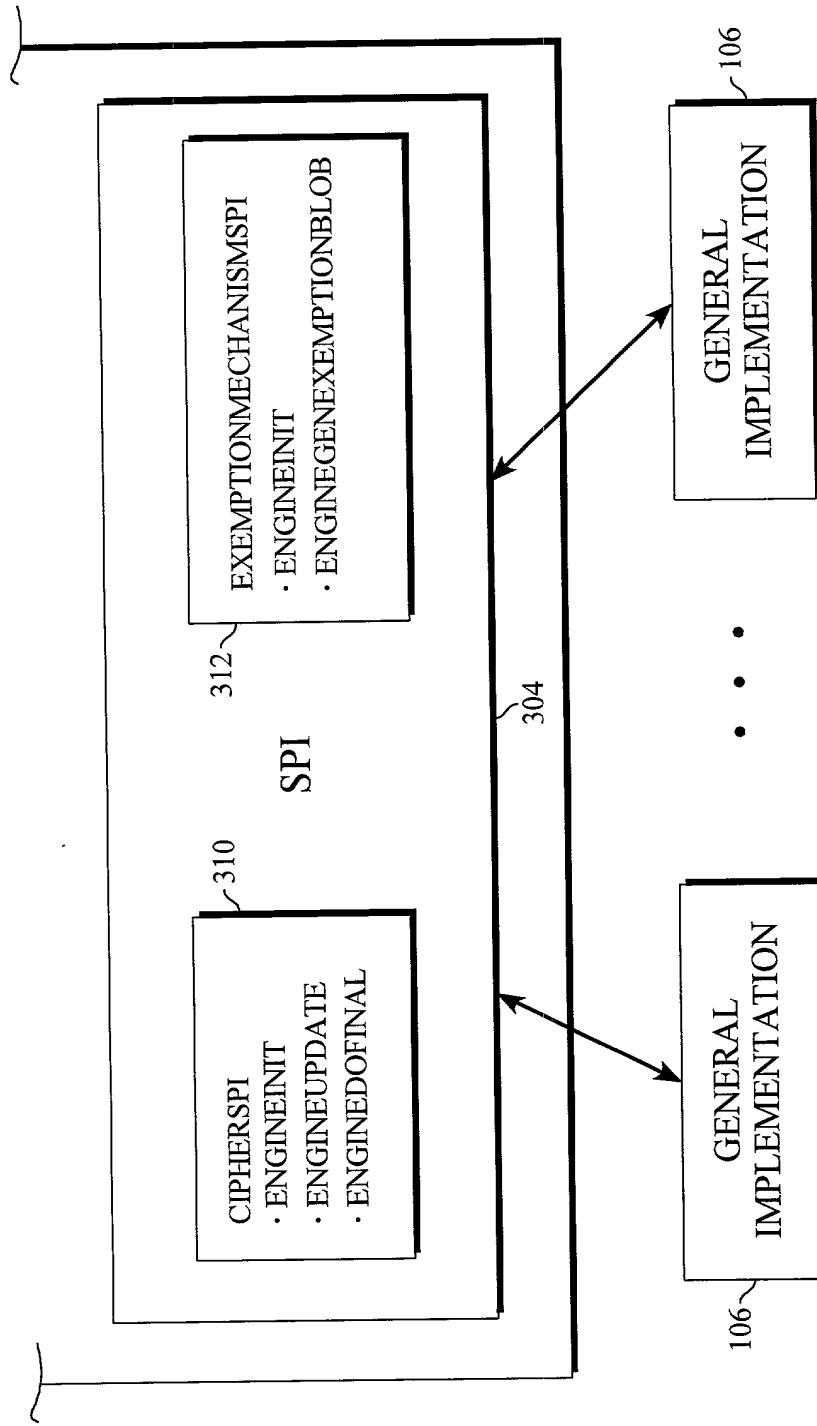 CIPHERSPI
· ENGINEINIT
· ENGINEUPDATE
· ENGINEDOFINAL
310
SPI
EXEMPTIONMECHANISMSPI
· ENGINEINIT
· ENGINEGENEXEMPTIONBLOB
312
304
GENERAL
IMPLEMENTATION
106
GENERAL
IMPLEMENTATION
106